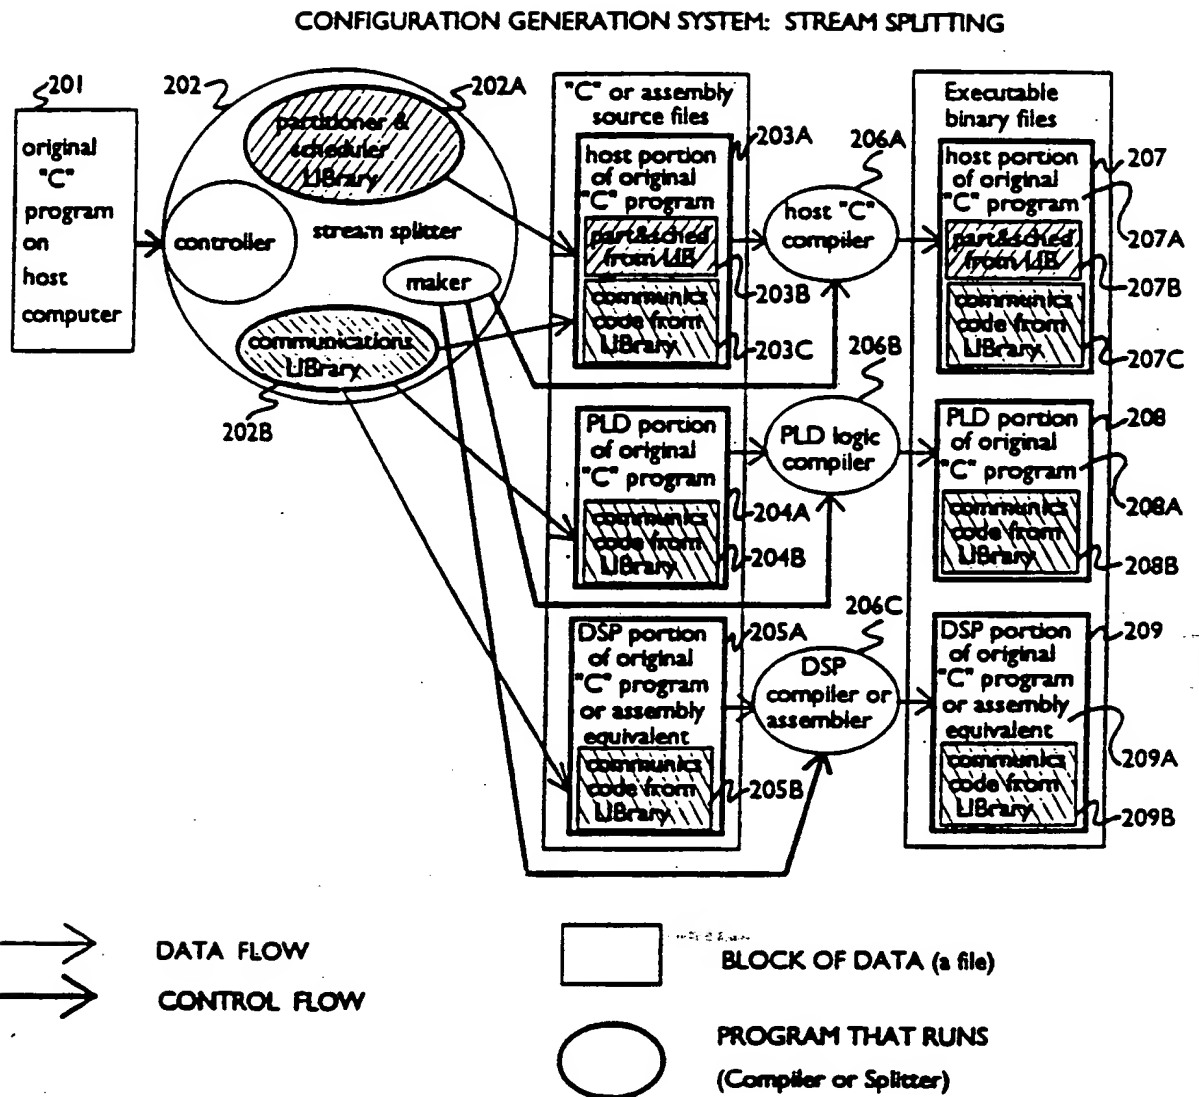 CONFIGURATION GENERATION SYSTEM: STREAM SPLITTING
201
original
"C"
program
on
host
computer
202
202A
partitioner &
scheduler
LIBrary
controller
stream splitter
maker
communications
LIBrary
202B
"C" or assembly
source files
203A
host portion
of original
"C" program
part&sched
from LIB
203B
communics
code from
LIBrary
203C
PLD portion
of original
"C" program
204A
communics
code from
LIBrary
204B
DSP portion
of original
"C" program
or assembly
equivalent
205A
communics
code from
LIBrary
205B
206A
host "C"
compiler
206B
PLD logic
compiler
206C
DSP
compiler or
assembler
Executable
binary files
host portion
of original
"C" program
207
207A
part&sched
from LIB
207B
communics
code from
LIBrary
207C
PLD portion
of original
"C" program
208
208A
communics
code from
LIBrary
208B
DSP portion
of original
"C" program
or assembly
equivalent
209
209A
communics
code from
LIBrary
209B
DATA FLOW
CONTROL FLOW
BLOCK OF DATA (a file)
PROGRAM THAT RUNS
(Compiler or Splitter)